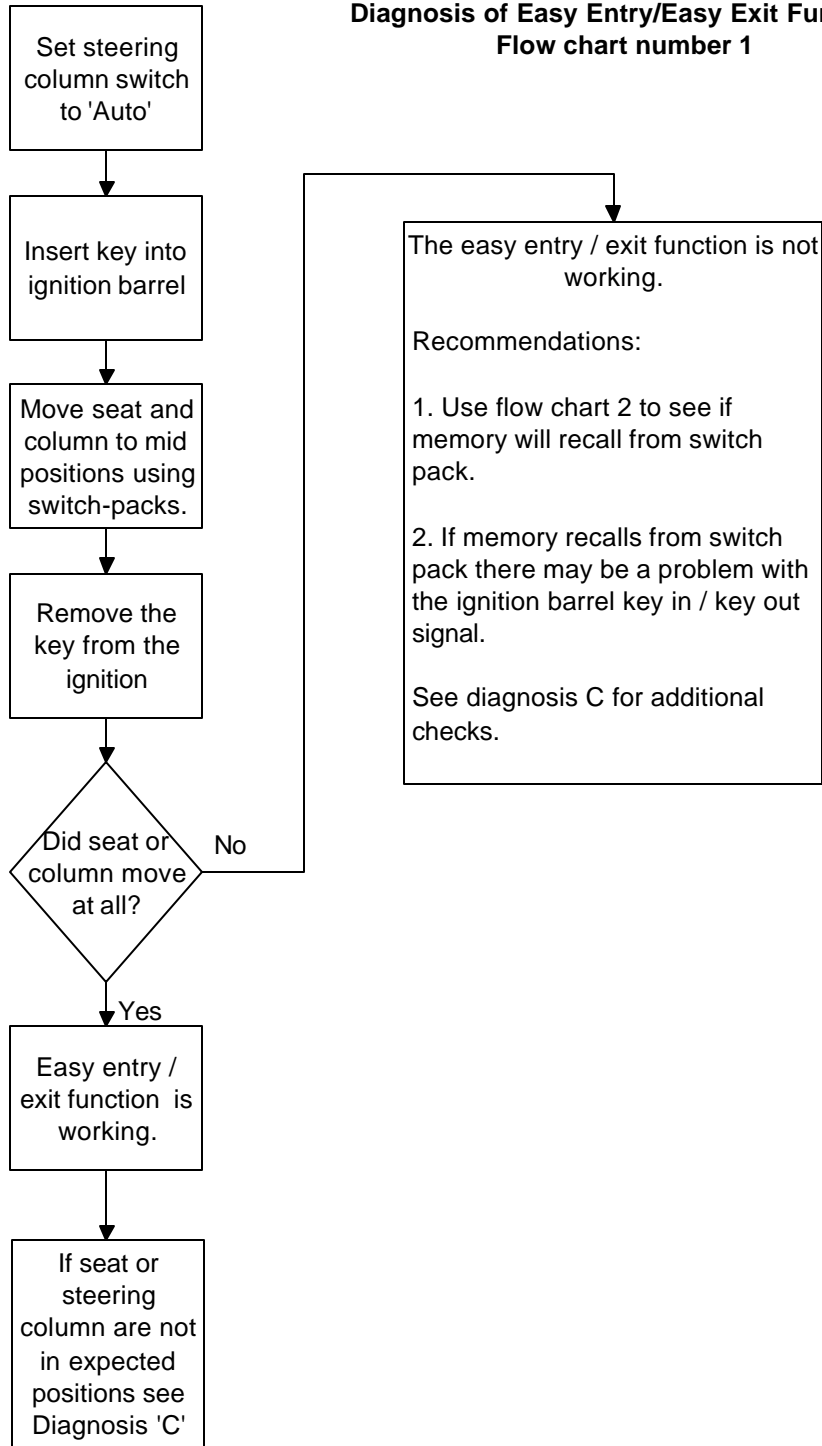 Diagnosis of Easy Entry/Easy Exit
Flow chart number 1
Set steering
column switch
to 'Auto'
Insert key into
ignition barrel
Move seat and
column to mid
positions using
switch-packs.
Remove the
key from the
ignition
Did seat or
column move
at all?
No
Yes
Easy entry /
exit function is
working.
If seat or
steering
column are not
in expected
positions see
Diagnosis 'C'
The easy entry / exit function is not
working.
Recommendations:
1. Use flow chart 2 to see if
memory will recall from switch
pack.
2. If memory recalls from switch
pack there may be a problem with
the ignition barrel key in / key out
signal.
See diagnosis C for additional
checks.